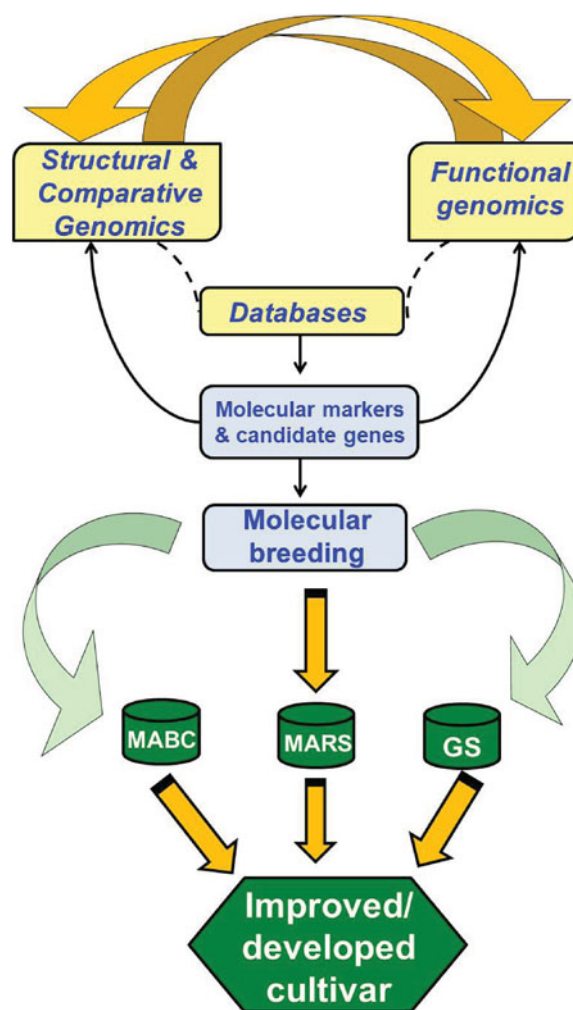 Structural &
Comparative
Genomics
Functional
genomics
Databases
Molecular markers
& candidate genes
Molecular
breeding
MABC
MARS
GS
Improved/
developed
cultivar